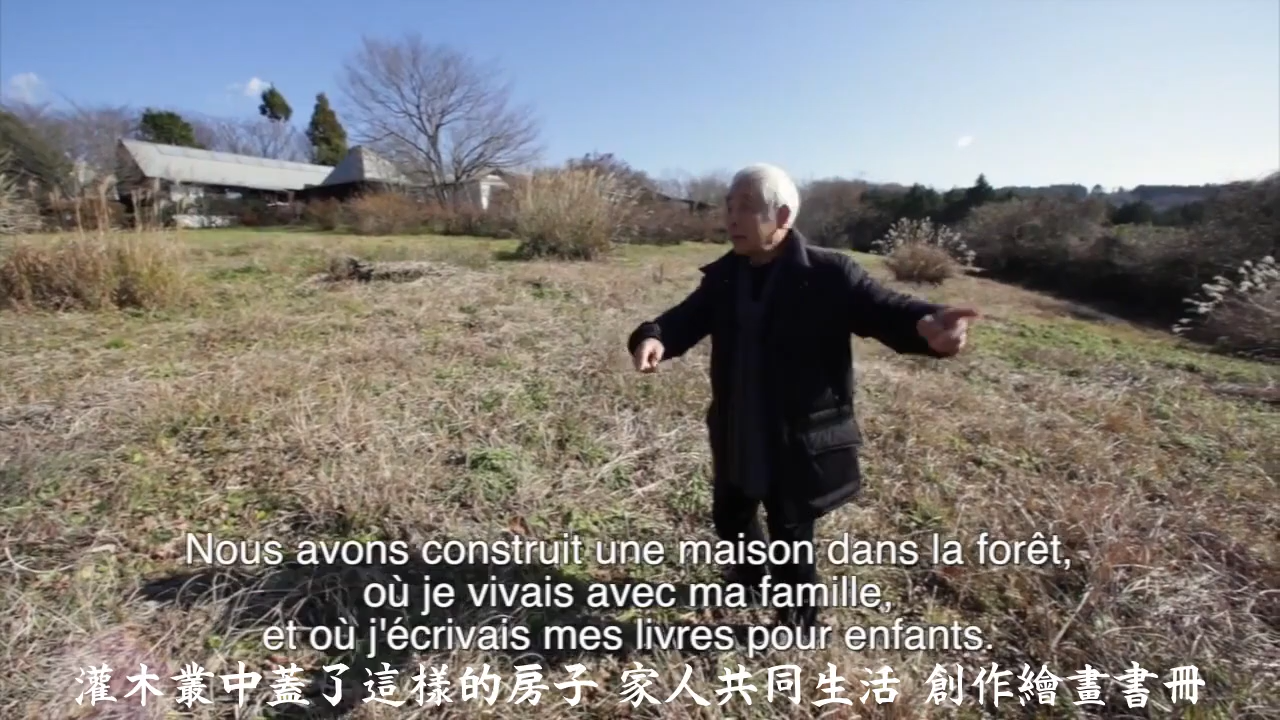 Nous avons construit une maison dans la forêt,
où je vivais avec ma famille,
et où j'écrivais mes livres pour enfants.
灌木叢中蓋了這樣的房子 家人共同生活 創作繪畫書冊